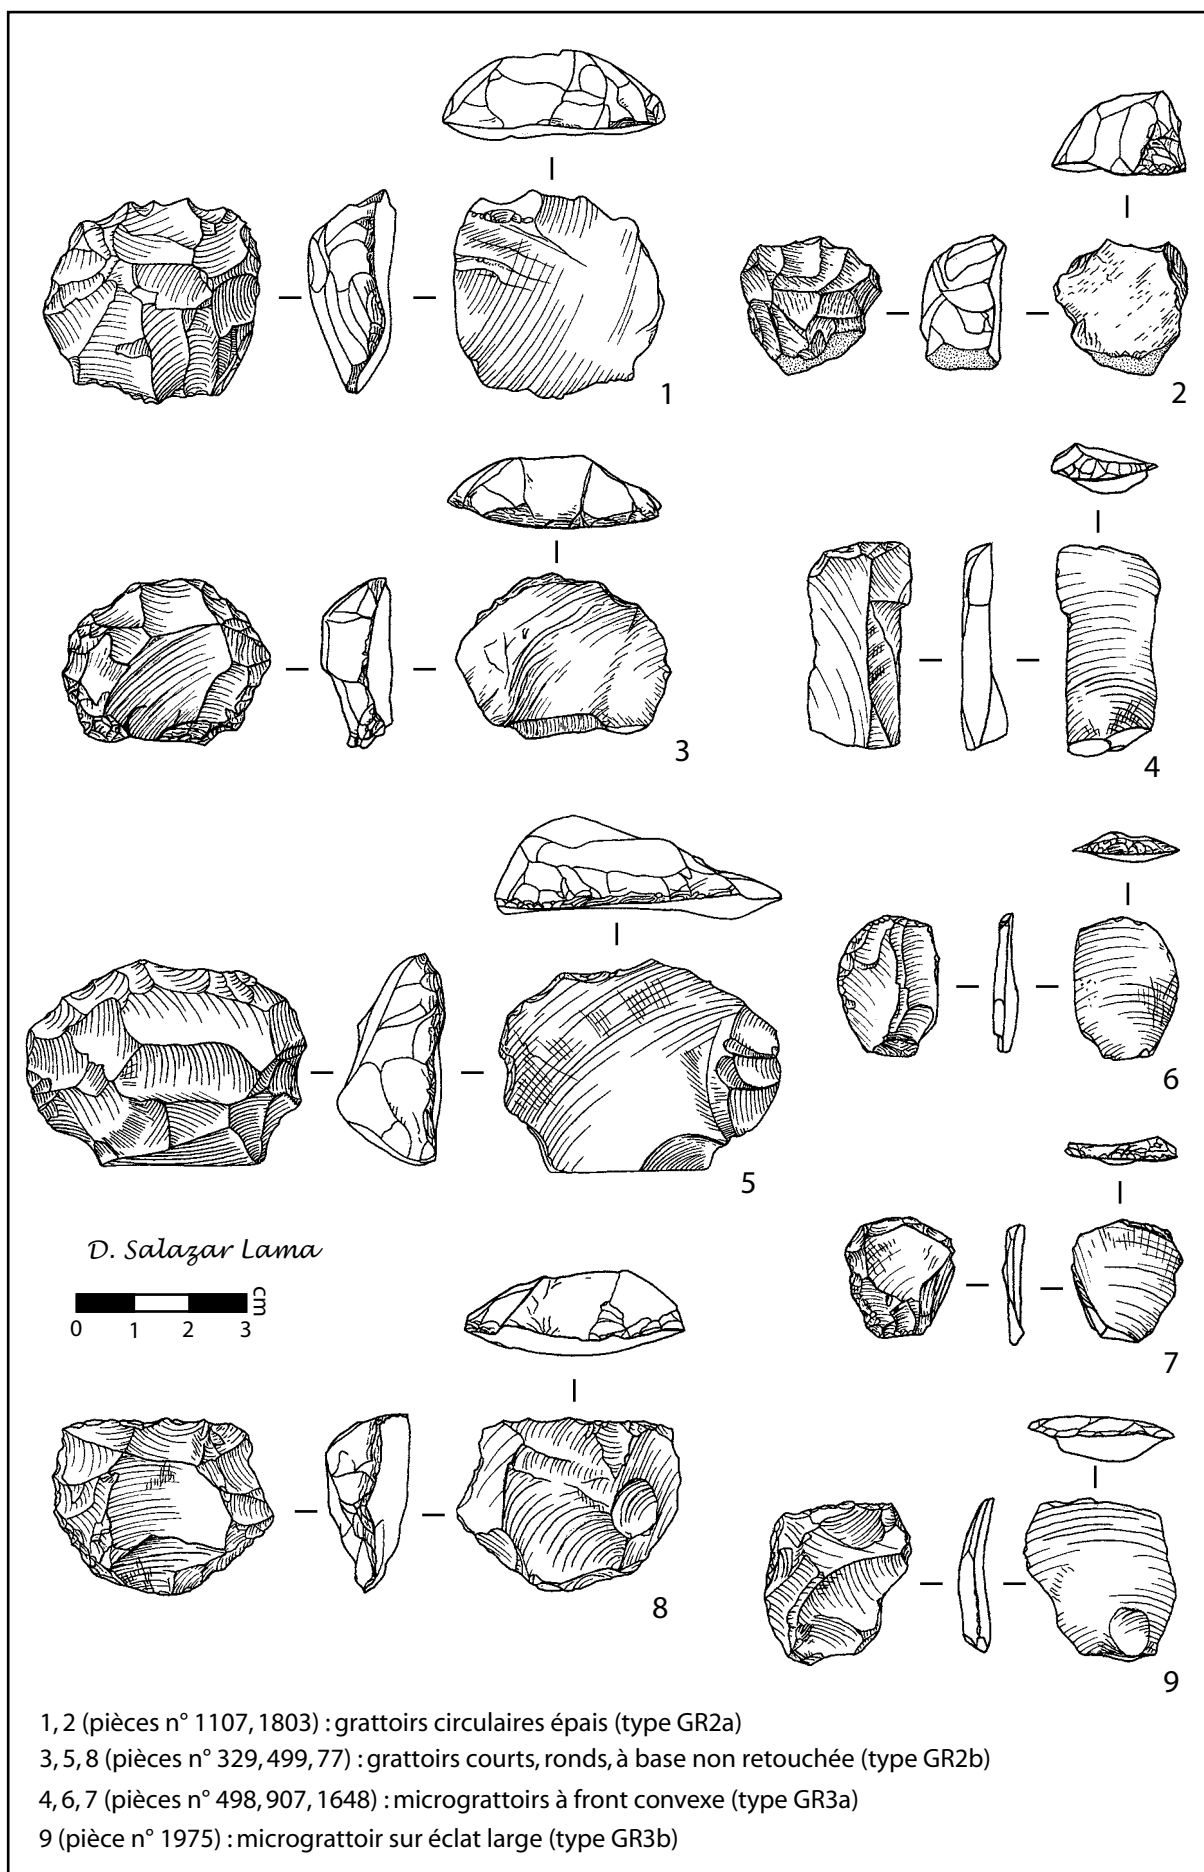 1
2
3
4
5
6
D. Salazar Lama
cm
0 1 2 3
7
8
9
1, 2 (pièces n° 1107, 1803) : grattoirs circulaires épais (type GR2a)
3, 5, 8 (pièces n° 329, 499, 77) : grattoirs courts, ronds, à base non retouchée (type GR2b)
4, 6, 7 (pièces n° 498, 907, 1648) : micrograttoirs à front convexe (type GR3a)
9 (pièce n° 1975) : micrograttoir sur éclat large (type GR3b)